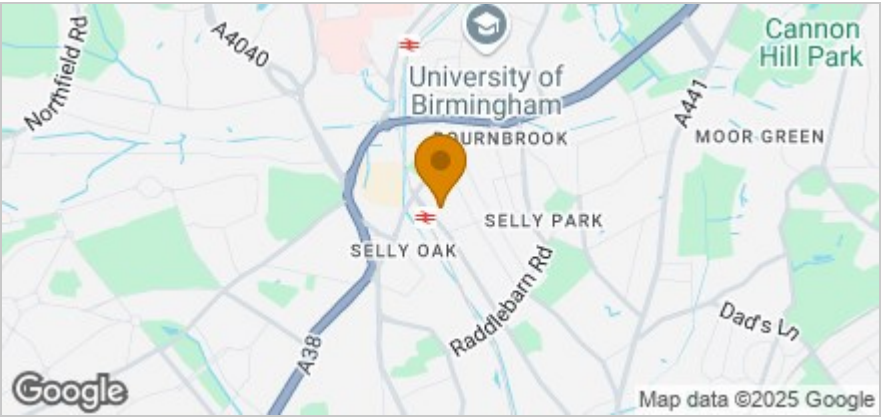 Northfield Rd
A4040
University of
Birmingham
Cannon
Hill Park
A441
BOURNBROOK
MOOR GREEN
SELLY PARK
SELLY OAK
Raddlebarn Rd
Dad's Ln
A38
Google
Map data ©2025 Google